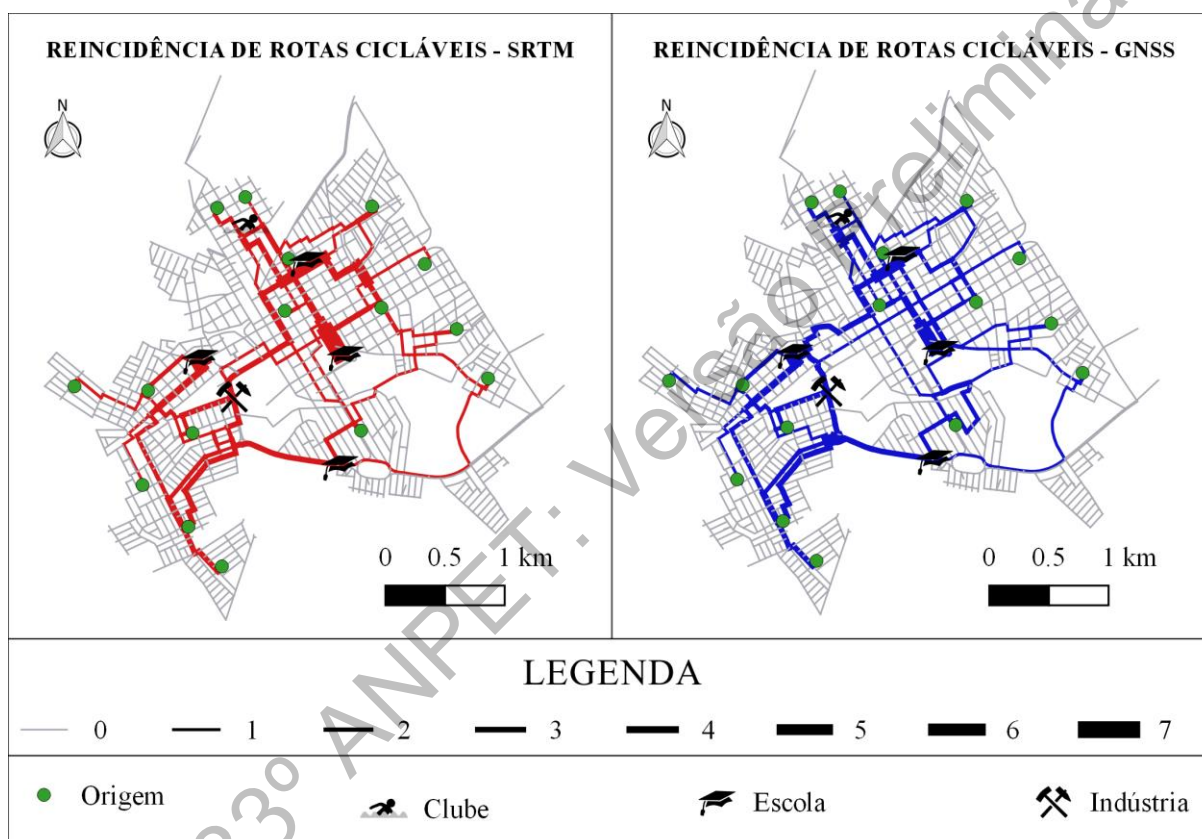 REINCIDÊNCIA DE ROTAS CICLÁVEIS - SRTM
REINCIDÊNCIA DE ROTAS CICLÁVEIS - GNSS
N
N
0 0.5 1 km
0 0.5 1 km
LEGENDA
0 1 2 3 4 5 6 7
Origem Clube Escola Indústria
3º ANPET: Versão Preliminar